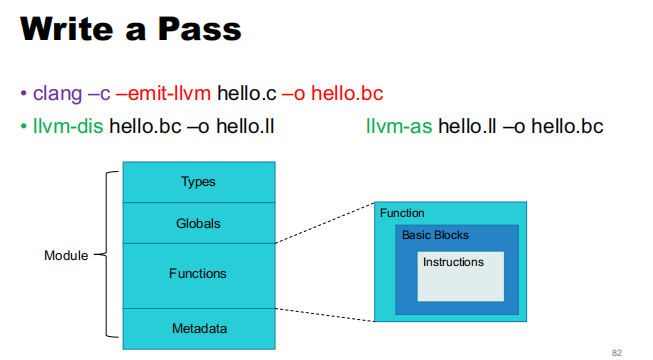 Write a Pass
• clang –c –emit-llvm hello.c –o hello.bc
• llvm-dis hello.bc –o hello.ll llvm-as hello.ll –o hello.bc
Module
Types
Globals
Functions
Metadata
Function
Basic Blocks
Instructions
82